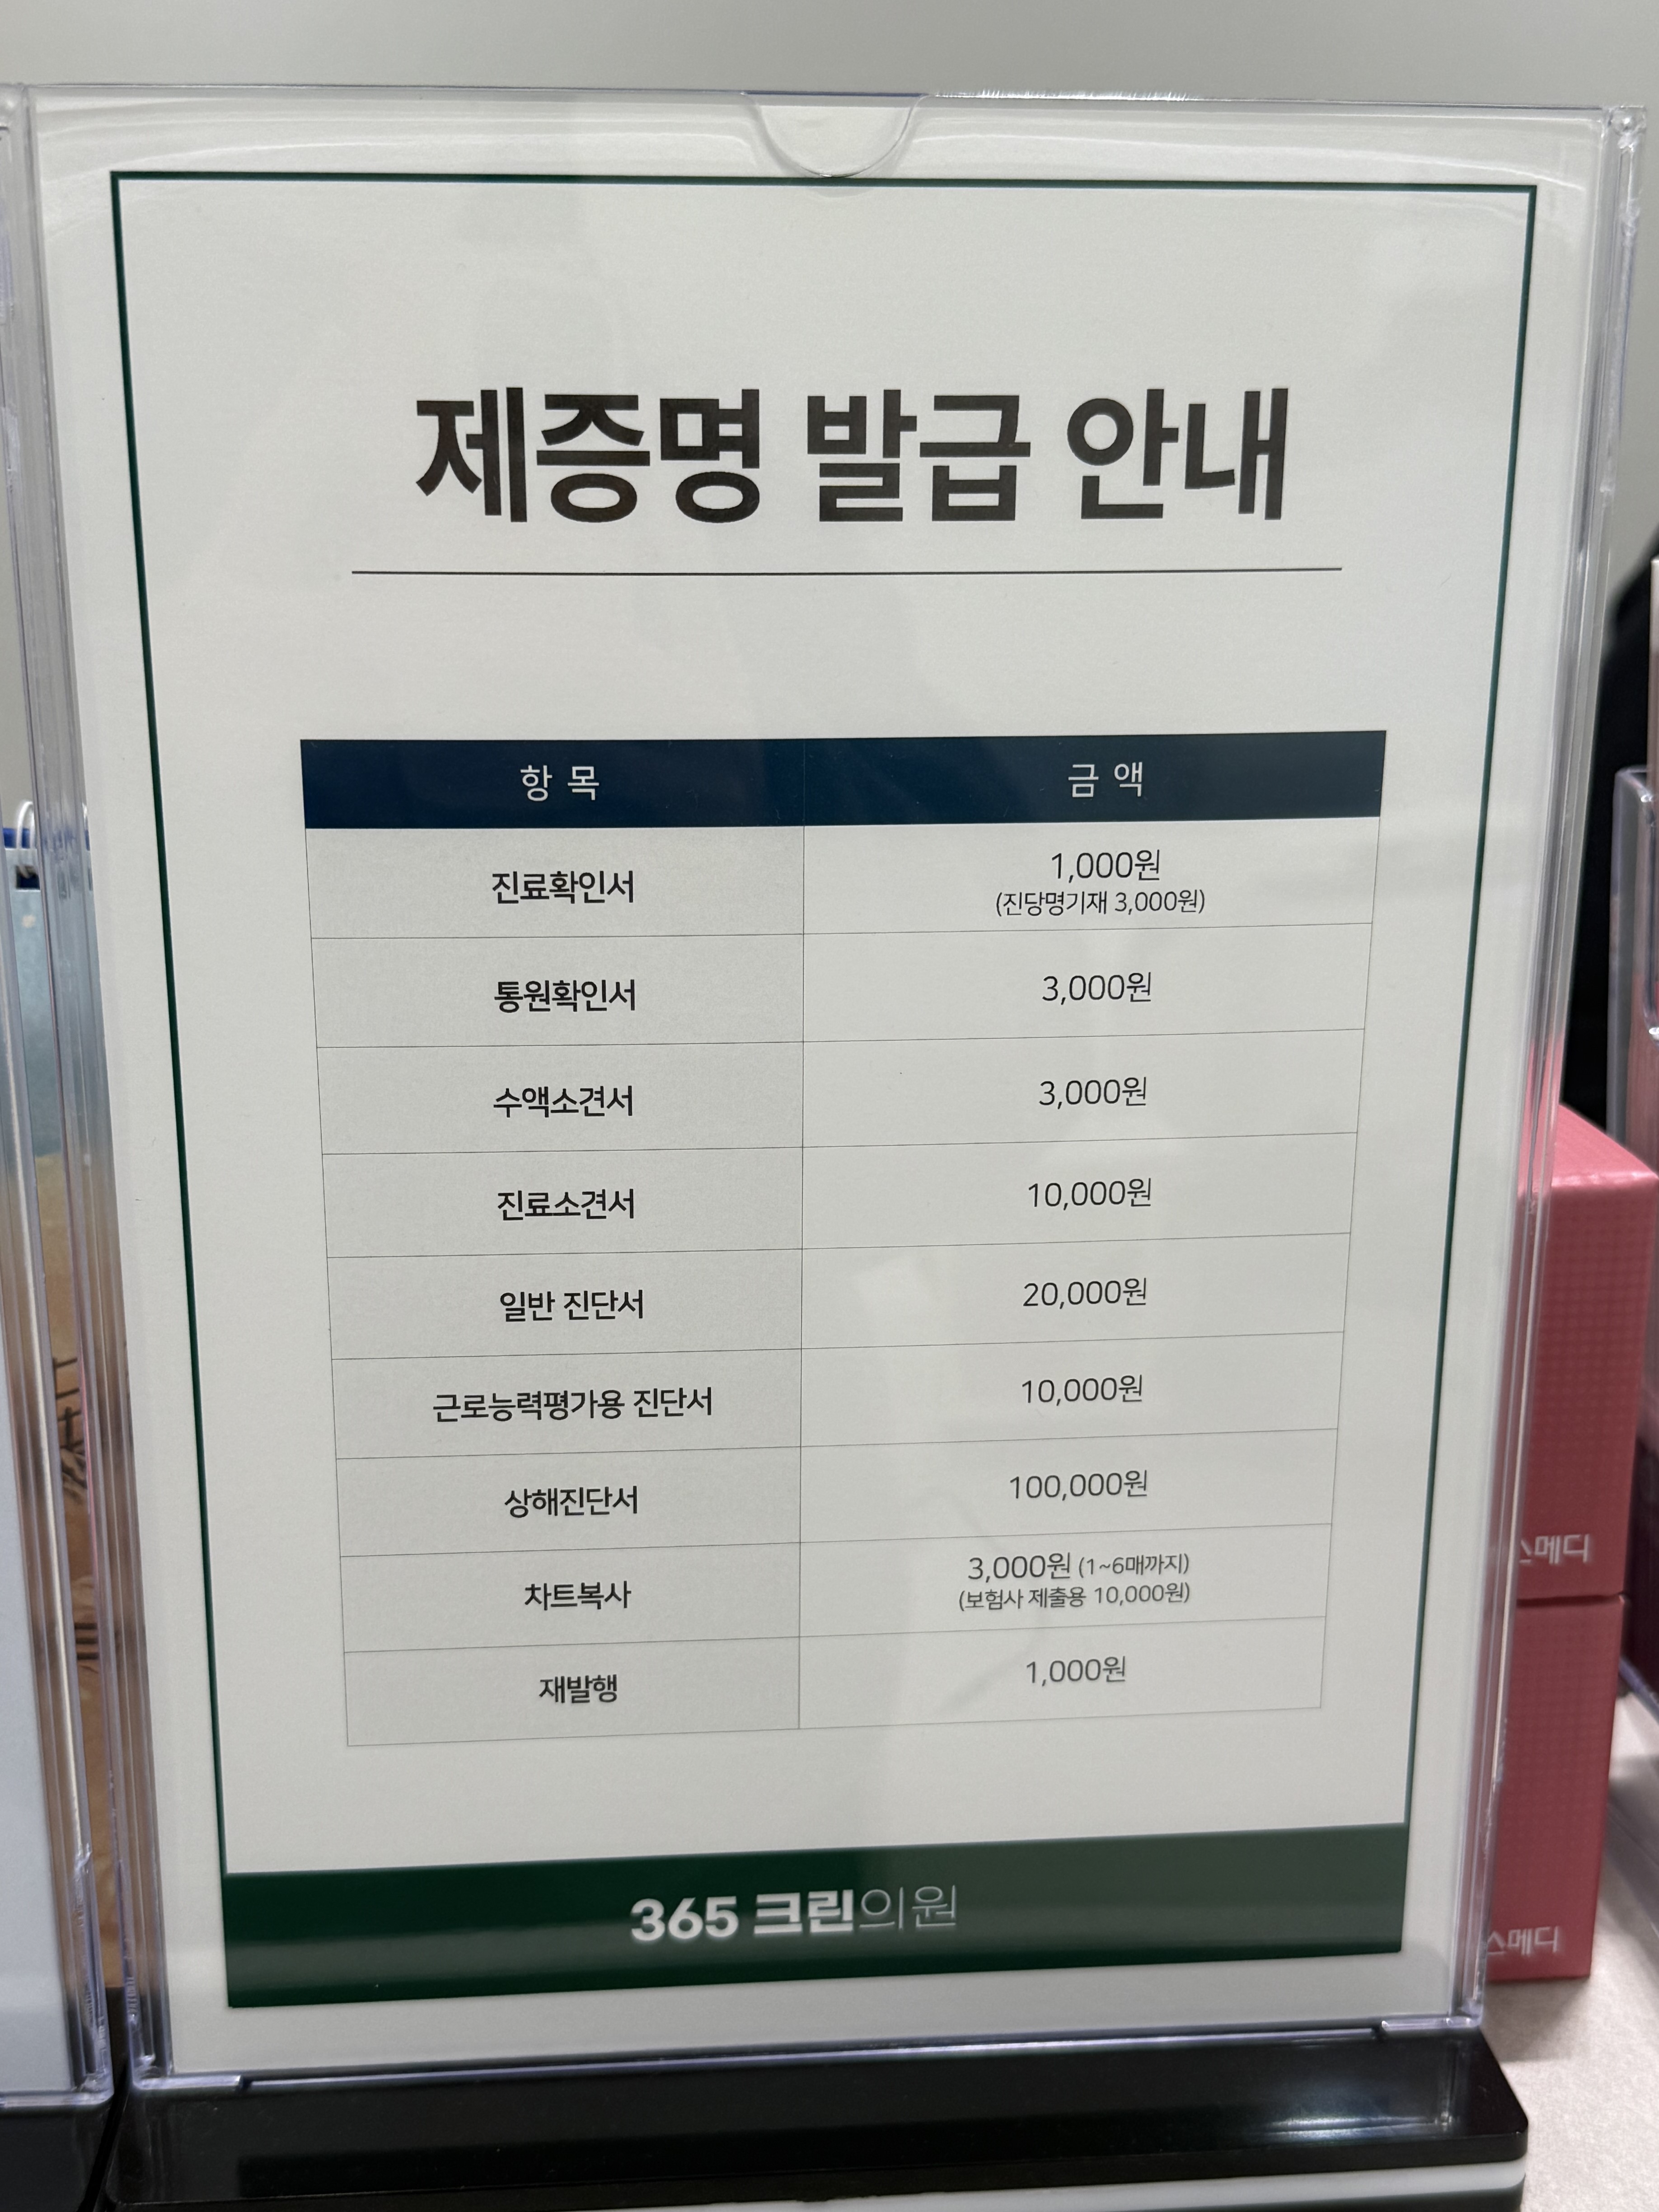 제증명 발급 안내
항 목 금 액
진료확인서 1,000원
(진당명기재 3,000원)
통원확인서 3,000원
수액소견서 3,000원
진료소견서 10,000원
일반 진단서 20,000원
근로능력평가용 진단서 10,000원
상해진단서 100,000원
차트복사 3,000원 (1~6매까지)
(보험사 제출용 10,000원)
재발행 1,000원
365 크린의원
스메디
스메디